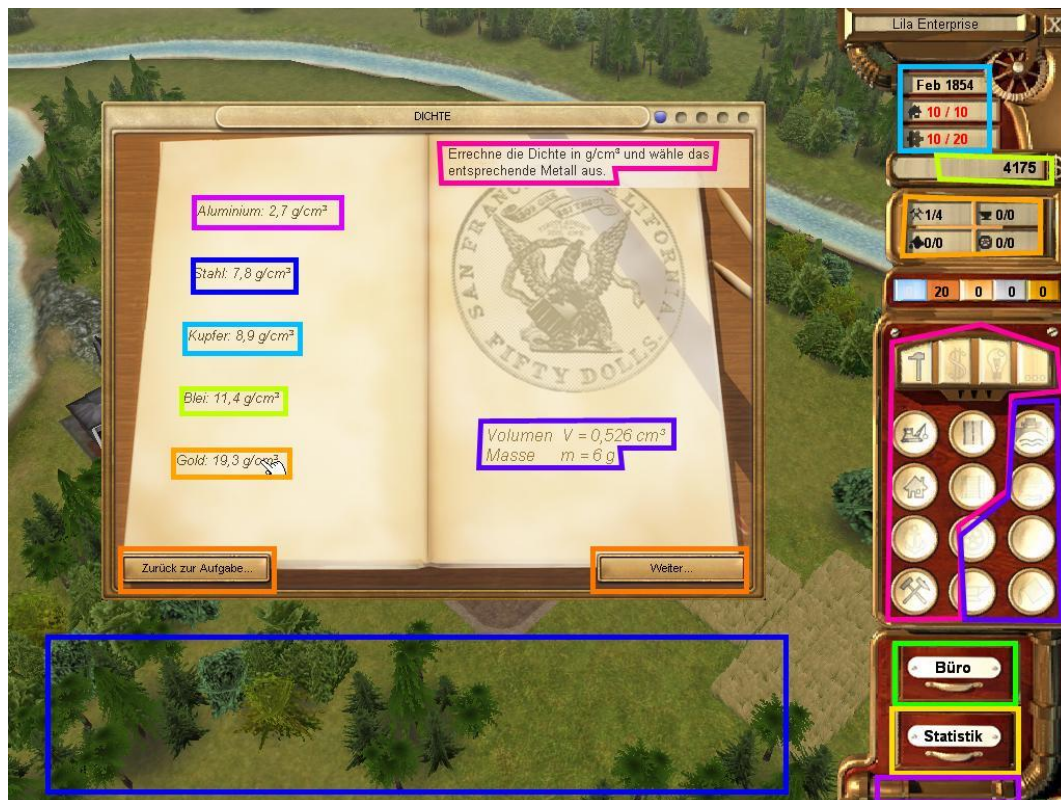 Lila Enterprise
X
Feb 1854
10 / 10
10 / 20
4175
1/4
0/0
0/0
0/0
20
0
0
0
DICHTE
Errechne die Dichte in g/cm³ und wähle das
entsprechende Metall aus.
Aluminium: 2,7 g/cm³
Stahl: 7,8 g/cm³
Kupfer: 8,9 g/cm³
Blei: 11,4 g/cm³
Gold: 19,3 g/cm³
SAN FRANCISCO CALIFORNIA.
FIFTY DOLLS.
Volumen V = 0,526 cm³
Masse m = 6 g
Zurück zur Aufgabe...
Weiter...
$
...
Büro
Statistik